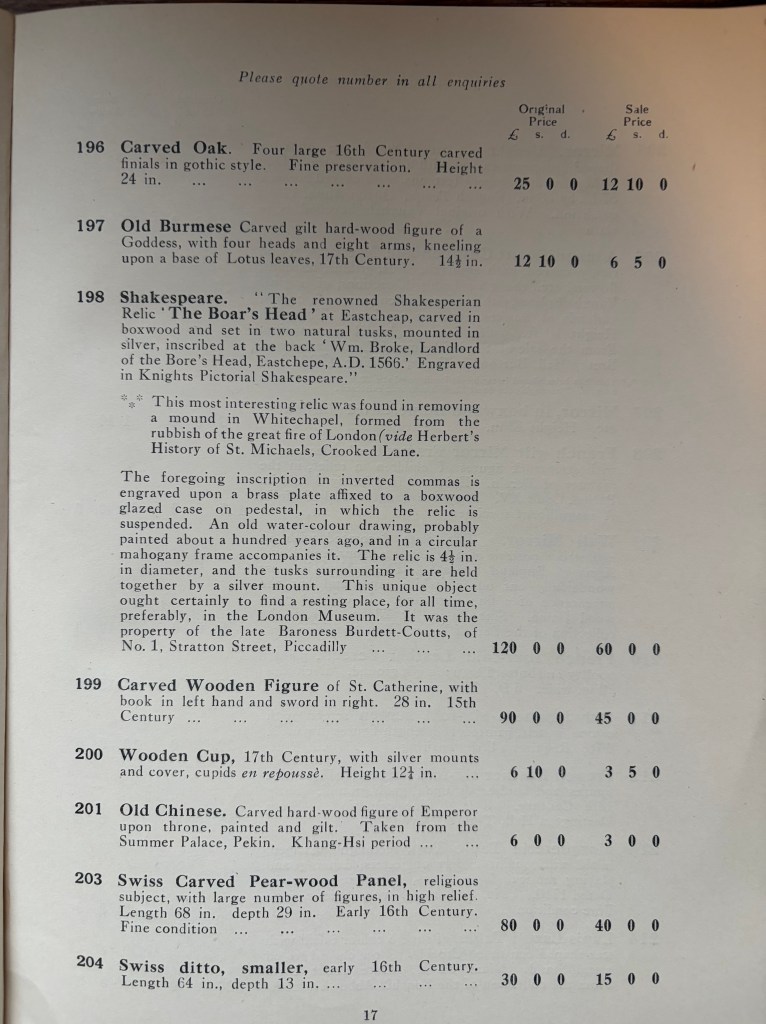 Please quote number in all enquiries
Original Sale
Price Price
£ s. d. £ s. d.
196 Carved Oak. Four large 16th Century carved
finials in gothic style. Fine preservation. Height
24 in. ... ... ... ... ... ... ... 25 0 0 12 10 0
197 Old Burmese Carved gilt hard-wood figure of a
Goddess, with four heads and eight arms, kneeling
upon a base of Lotus leaves, 17th Century. 14½ in. 12 10 0 6 5 0
198 Shakespeare. "The renowned Shakesperian
Relic 'The Boar's Head' at Eastcheap, carved in
boxwood and set in two natural tusks, mounted in
silver, inscribed at the back 'Wm. Broke, Landlord
of the Bore's Head, Eastchepe, A.D. 1566.' Engraved
in Knights Pictorial Shakespeare."
*** This most interesting relic was found in removing
a mound in Whitechapel, formed from the
rubbish of the great fire of London (vide Herbert's
History of St. Michaels, Crooked Lane.
The foregoing inscription in inverted commas is
engraved upon a brass plate affixed to a boxwood
glazed case on pedestal, in which the relic is
suspended. An old water-colour drawing, probably
painted about a hundred years ago, and in a circular
mahogany frame accompanies it. The relic is 4½ in.
in diameter, and the tusks surrounding it are held
together by a silver mount. This unique object
ought certainly to find a resting place, for all time,
preferably, in the London Museum. It was the
property of the late Baroness Burdett-Coutts, of
No. 1, Stratton Street, Piccadilly ... ... ... 120 0 0 60 0 0
199 Carved Wooden Figure of St. Catherine, with
book in left hand and sword in right. 28 in. 15th
Century ... ... ... ... ... ... ... 90 0 0 45 0 0
200 Wooden Cup, 17th Century, with silver mounts
and cover, cupids en repoussè. Height 12¼ in. ... 6 10 0 3 5 0
201 Old Chinese. Carved hard-wood figure of Emperor
upon throne, painted and gilt. Taken from the
Summer Palace, Pekin. Khang-Hsi period ... ... 6 0 0 3 0 0
203 Swiss Carved Pear-wood Panel, religious
subject, with large number of figures, in high relief.
Length 68 in. depth 29 in. Early 16th Century.
Fine condition ... ... ... ... ... ... 80 0 0 40 0 0
204 Swiss ditto, smaller, early 16th Century.
Length 64 in., depth 13 in. ... ... ... ... 30 0 0 15 0 0
17